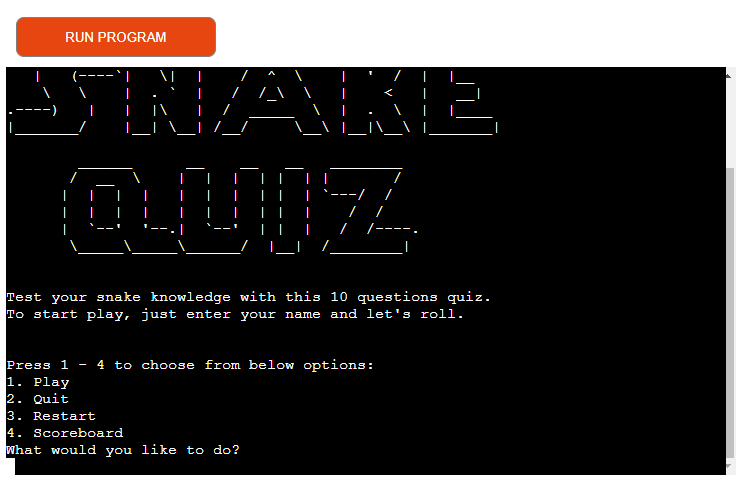 RUN PROGRAM
SNAKE
QUIZ
Test your snake knowledge with this 10 questions quiz.
To start play, just enter your name and let's roll.
Press 1 - 4 to choose from below options:
1. Play
2. Quit
3. Restart
4. Scoreboard
What would you like to do?